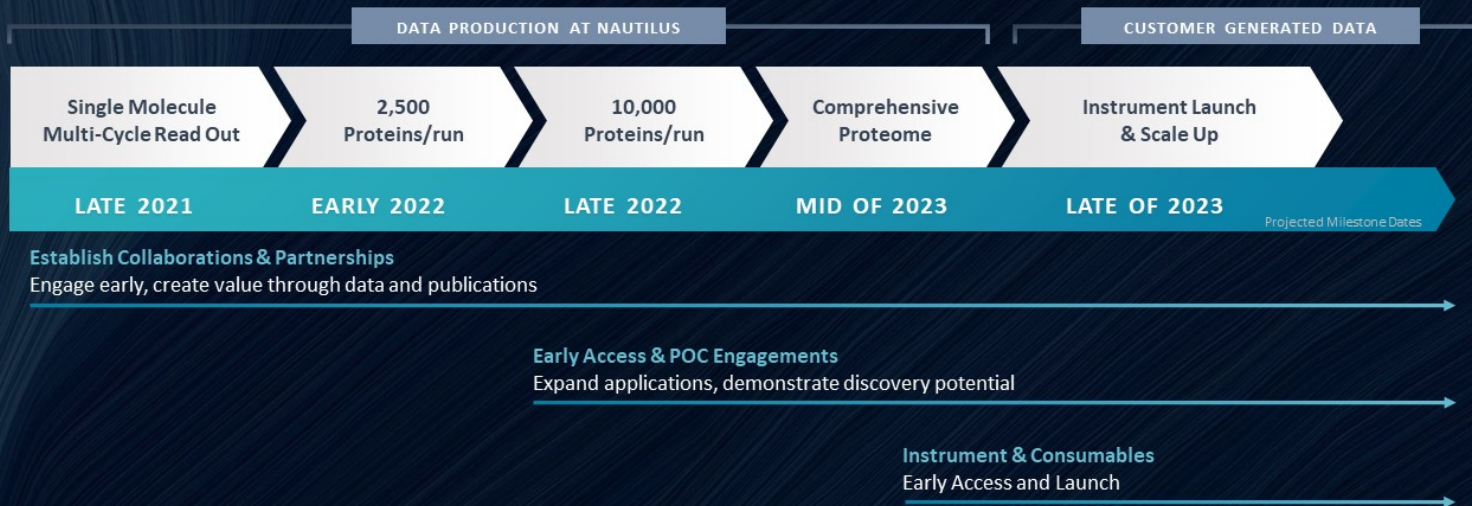 DATA PRODUCTION AT NAUTILUS
CUSTOMER GENERATED DATA
Single Molecule
Multi-Cycle Read Out
2,500
Proteins/run
10,000
Proteins/run
Comprehensive
Proteome
Instrument Launch
& Scale Up
LATE 2021
EARLY 2022
LATE 2022
MID OF 2023
LATE OF 2023
Projected Milestone Dates
Establish Collaborations & Partnerships
Engage early, create value through data and publications
Early Access & POC Engagements
Expand applications, demonstrate discovery potential
Instrument & Consumables
Early Access and Launch